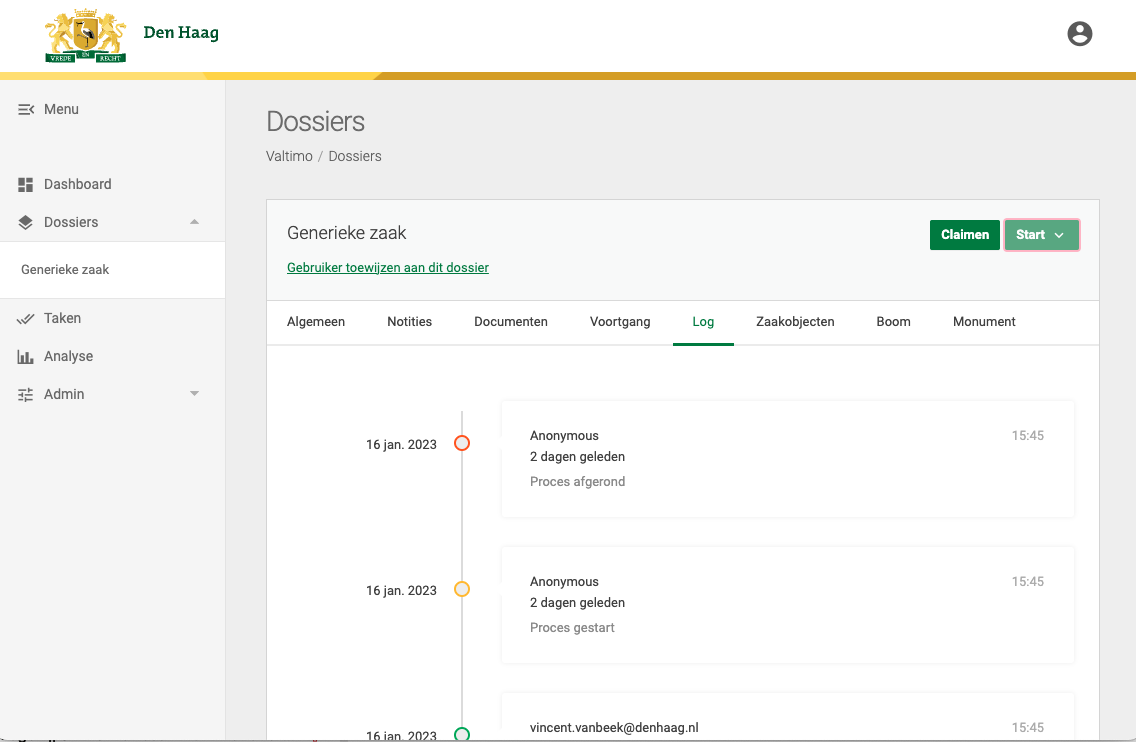 VREDE EN RECHT
Den Haag
Menu
Dashboard
Dossiers
Generieke zaak
Taken
Analyse
Admin
Dossiers
Valtimo / Dossiers
Generieke zaak
Claimen
Start
Gebruiker toewijzen aan dit dossier
Algemeen Notities Documenten Voortgang Log Zaakobjecten Boom Monument
16 jan. 2023
Anonymous 15:45
2 dagen geleden
Proces afgerond
16 jan. 2023
Anonymous 15:45
2 dagen geleden
Proces gestart
16 jan. 2023
vincent.vanbeek@denhaag.nl 15:45